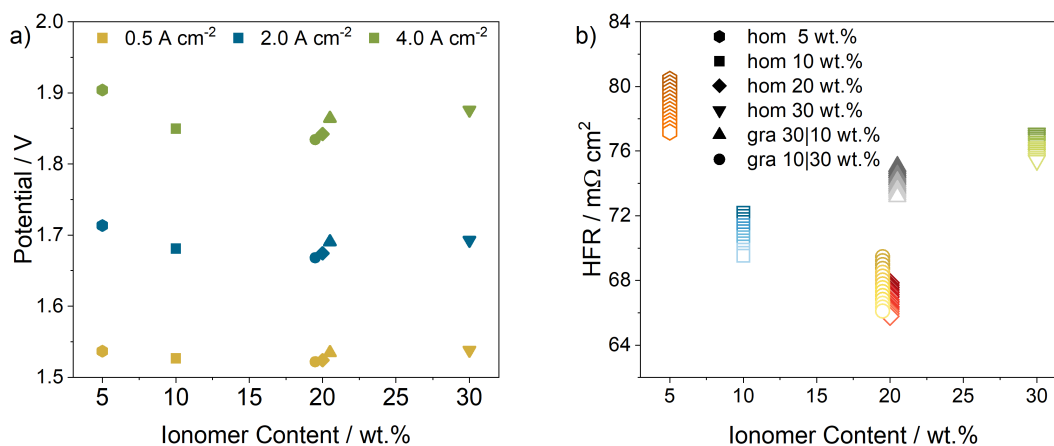 a)
0.5 A cm⁻² 2.0 A cm⁻² 4.0 A cm⁻²
2.0
1.9
1.8
1.7
1.6
1.5
Potential / V
5 10 15 20 25 30
Ionomer Content / wt.%
b)
hom 5 wt.%
hom 10 wt.%
hom 20 wt.%
hom 30 wt.%
gra 30|10 wt.%
gra 10|30 wt.%
84
80
76
72
68
64
HFR / mΩ cm²
5 10 15 20 25 30
Ionomer Content / wt.%